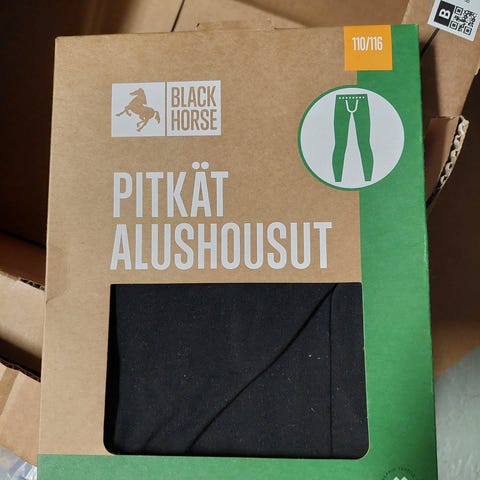 B
110/116
BLACK
HORSE
PITKÄT
ALUSHOUSUT